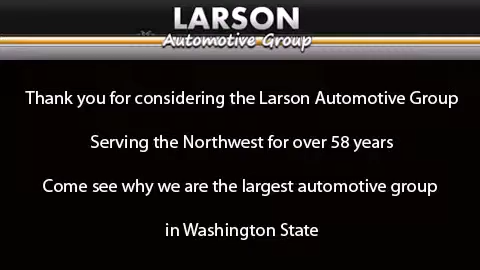 LARSON
Automotive Group
Thank you for considering the Larson Automotive Group
Serving the Northwest for over 58 years
Come see why we are the largest automotive group
in Washington State